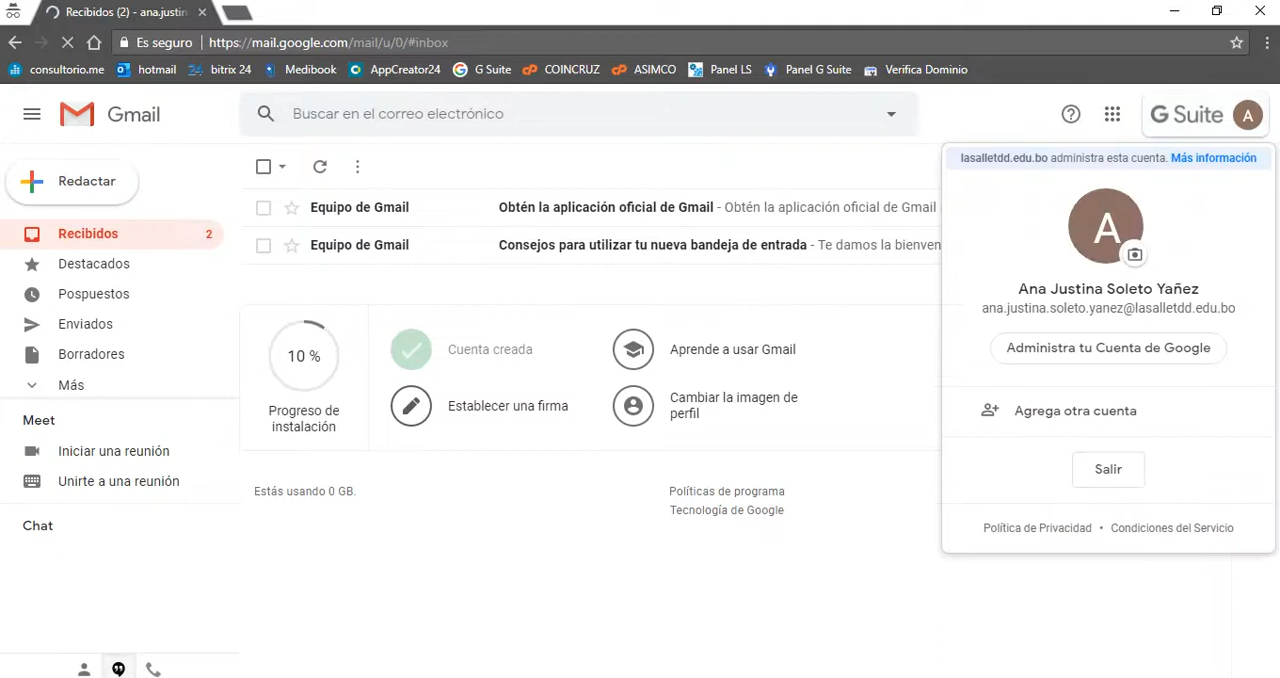 Recibidos (2) - ana.justin
Es seguro | https://mail.google.com/mail/u/0/#inbox
consultorio.me hotmail bitrix 24 Medibook AppCreator24 G Suite COINCRUZ ASIMCO Panel LS Panel G Suite Verifica Dominio
Gmail
Buscar en el correo electrónico
G Suite A
Redactar
Recibidos 2
Destacados
Pospuestos
Enviados
Borradores
Más
Meet
Iniciar una reunión
Unirte a una reunión
Chat
Equipo de Gmail Obtén la aplicación oficial de Gmail - Obtén la aplicación oficial de Gmail
Equipo de Gmail Consejos para utilizar tu nueva bandeja de entrada - Te damos la bienven
10 %
Progreso de
instalación
Cuenta creada
Aprende a usar Gmail
Establecer una firma
Cambiar la imagen de
perfil
Estás usando 0 GB.
Políticas de programa
Tecnología de Google
lasalletdd.edu.bo administra esta cuenta. Más información
A
Ana Justina Soleto Yañez
ana.justina.soleto.yanez@lasalletdd.edu.bo
Administra tu Cuenta de Google
Agrega otra cuenta
Salir
Política de Privacidad • Condiciones del Servicio